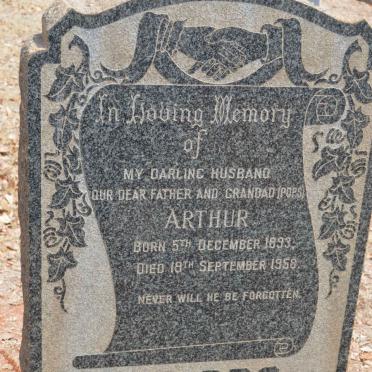 In Loving Memory
of
MY DARLING HUSBAND
OUR DEAR FATHER AND GRANDAD (POPS)
ARTHUR
BORN 5TH DECEMBER 1893,
DIED 18TH SEPTEMBER 1958
NEVER WILL HE BE FORGOTTEN.